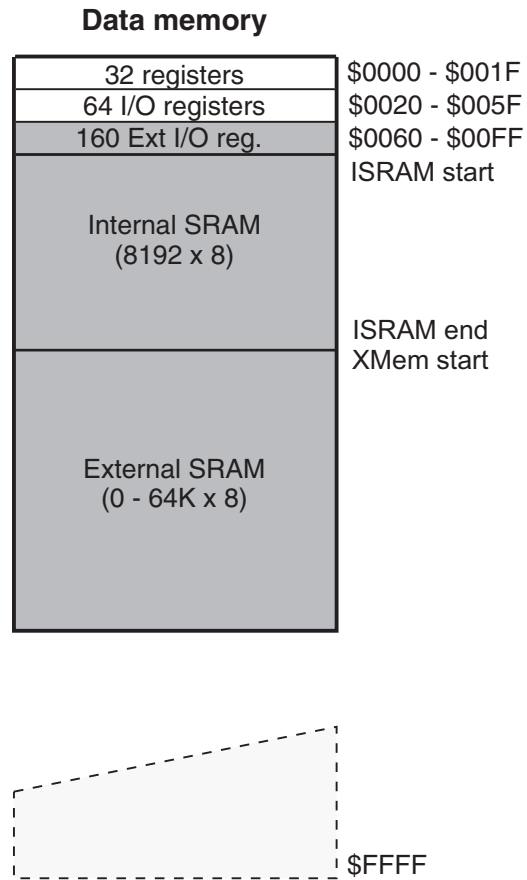 Data memory
32 registers
$0000 - $001F
64 I/O registers
$0020 - $005F
160 Ext I/O reg.
$0060 - $00FF
ISRAM start
Internal SRAM
(8192 x 8)
ISRAM end
XMem start
External SRAM
(0 - 64K x 8)
$FFFF